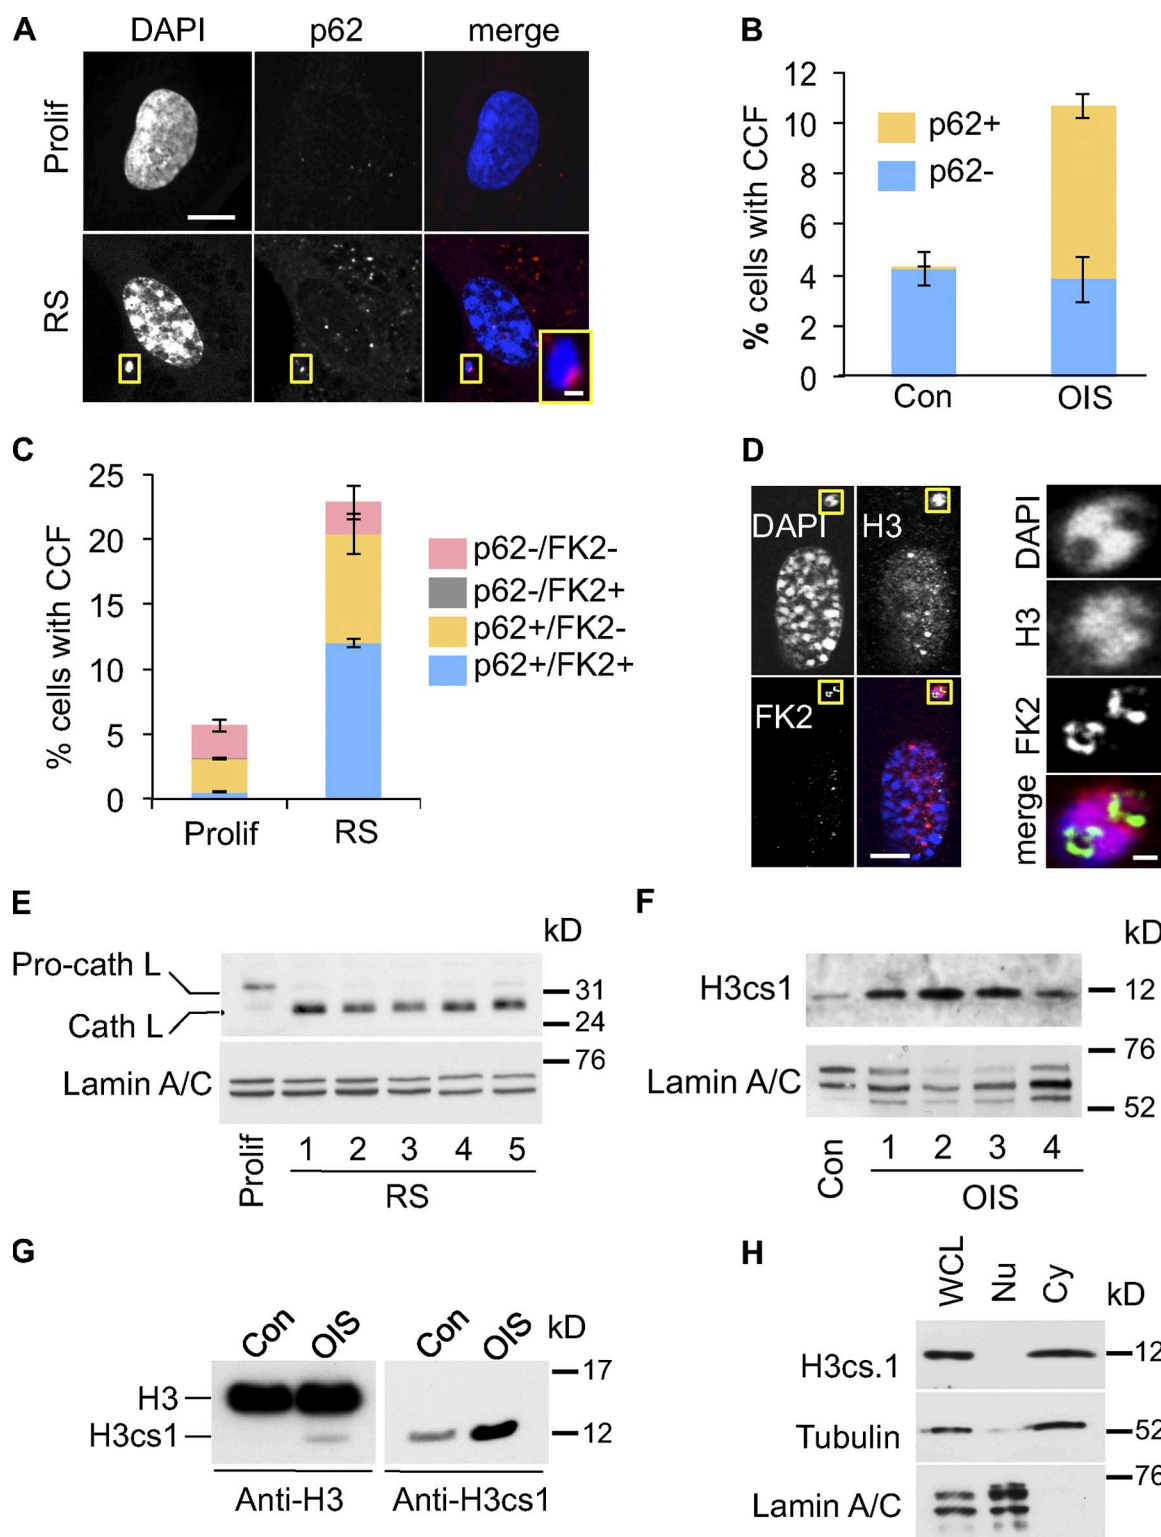 A
DAPI p62 merge
Prolif
RS
B
12
10
8
6
4
2
0
% cells with CCF
p62+
p62-
Con OIS
C
25
20
15
10
5
0
% cells with CCF
p62-/FK2-
p62-/FK2+
p62+/FK2-
p62+/FK2+
Prolif RS
D
DAPI H3
FK2
DAPI
H3
FK2
merge
E
kD
Pro-cath L
31
Cath L
24
76
Lamin A/C
Prolif 1 2 3 4 5
RS
F
kD
H3cs1
12
76
Lamin A/C
52
Con 1 2 3 4
OIS
G
Con OIS Con OIS kD
17
H3
H3cs1
12
Anti-H3 Anti-H3cs1
H
WCL Nu Cy kD
H3cs.1
12
Tubulin
52
76
Lamin A/C